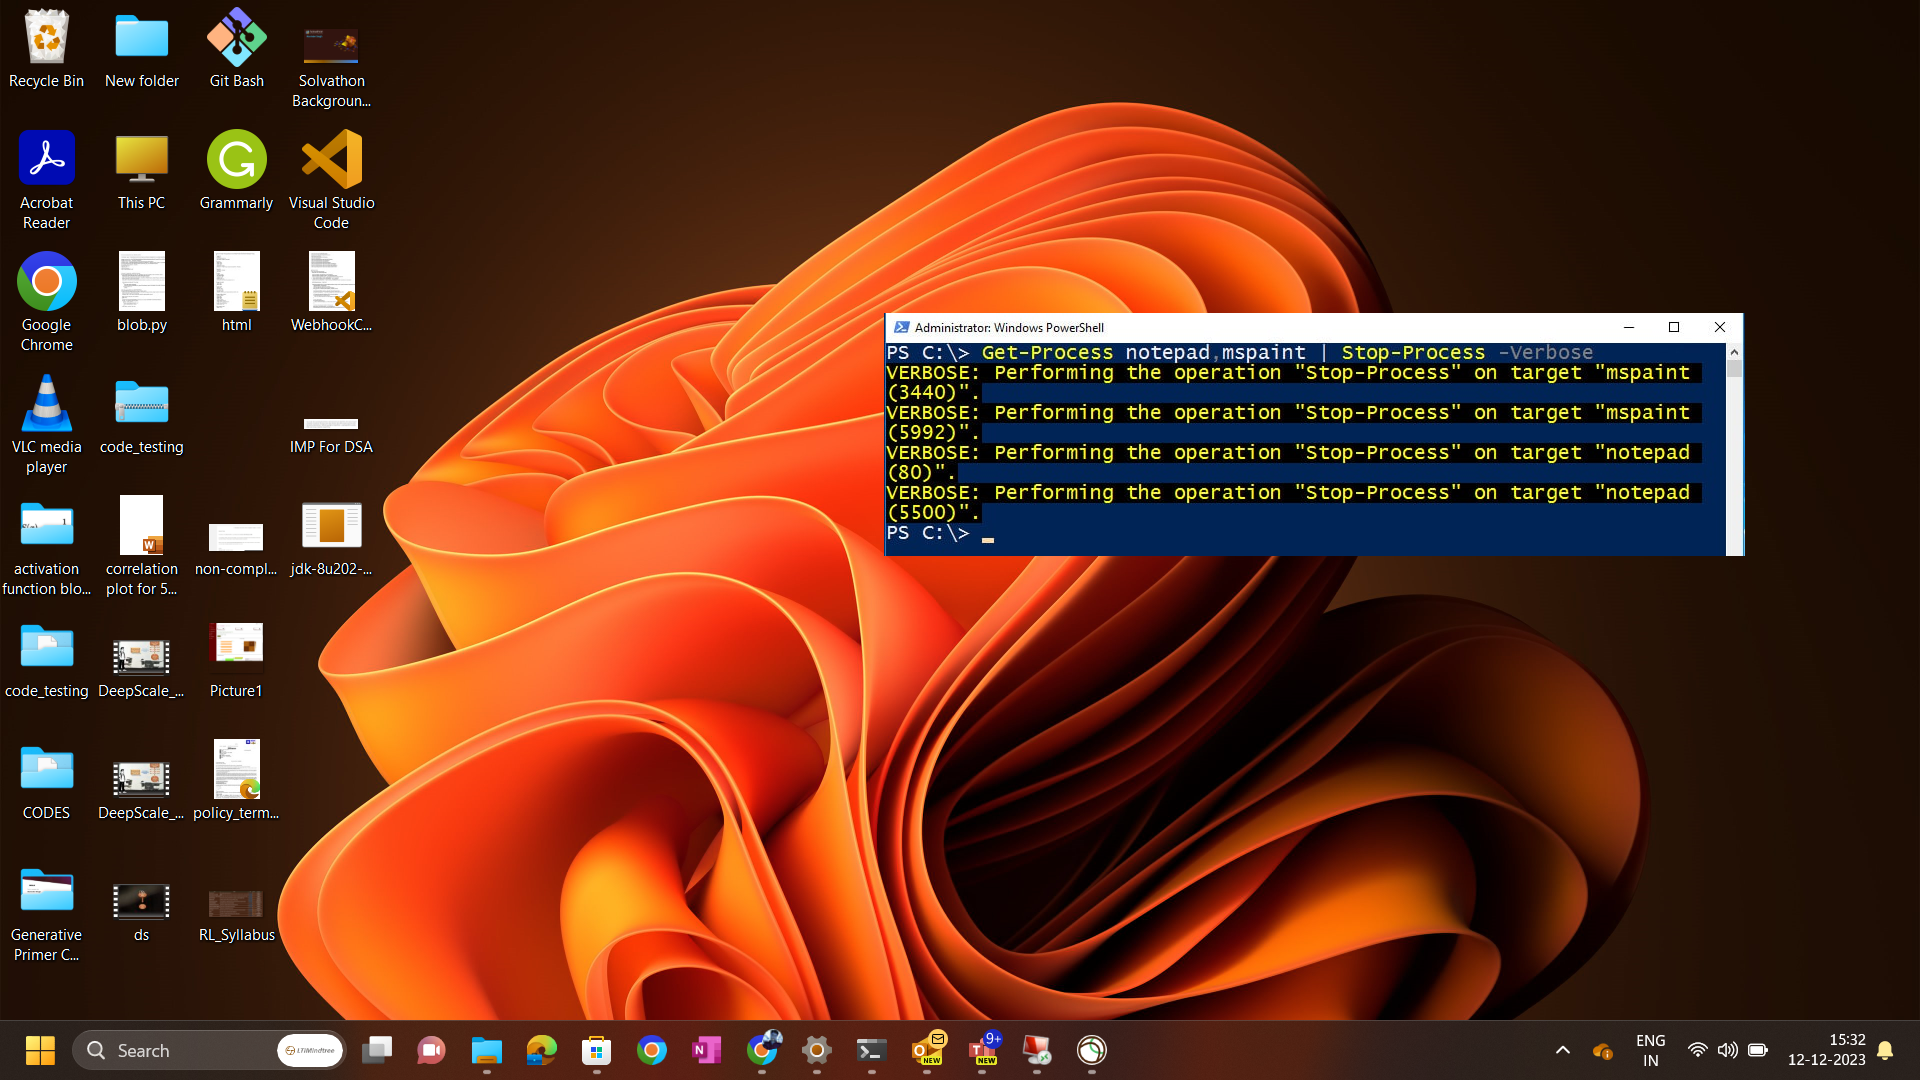 Recycle Bin
New folder
Git Bash
Solvathon
Backgroun...
Acrobat
Reader
This PC
Grammarly
Visual Studio
Code
Google
Chrome
blob.py
html
WebhookC...
VLC media
player
code_testing
IMP For DSA
activation
function blo...
correlation
plot for 5...
non-compl...
jdk-8u202-...
code_testing
DeepScale_...
Picture1
CODES
DeepScale_...
policy_term...
Generative
Primer C...
ds
RL_Syllabus
Administrator: Windows PowerShell
PS C:\> Get-Process notepad,mspaint | Stop-Process -Verbose
VERBOSE: Performing the operation "Stop-Process" on target "mspaint
(3440)".
VERBOSE: Performing the operation "Stop-Process" on target "mspaint
(5992)".
VERBOSE: Performing the operation "Stop-Process" on target "notepad
(80)".
VERBOSE: Performing the operation "Stop-Process" on target "notepad
(5500)".
PS C:\>
Search
LTIMindtree
NEW
9+
NEW
ENG
IN
15:32
12-12-2023